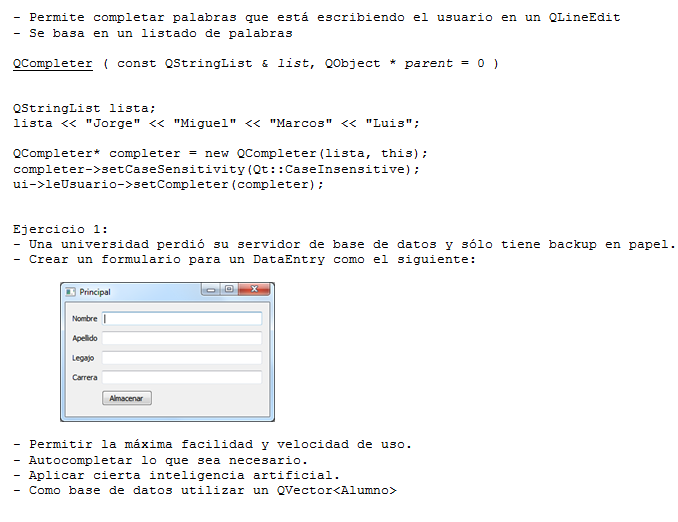 - Permite completar palabras que está escribiendo el usuario en un QLineEdit
- Se basa en un listado de palabras
QCompleter ( const QStringList & list, QObject * parent = 0 )
QStringList lista;
lista << "Jorge" << "Miguel" << "Marcos" << "Luis";
QCompleter* completer = new QCompleter(lista, this);
completer->setCaseSensitivity(Qt::CaseInsensitive);
ui->leUsuario->setCompleter(completer);
Ejercicio 1:
- Una universidad perdió su servidor de base de datos y sólo tiene backup en papel.
- Crear un formulario para un DataEntry como el siguiente:
Principal
Nombre
Apellido
Legajo
Carrera
Almacenar
- Permitir la máxima facilidad y velocidad de uso.
- Autocompletar lo que sea necesario.
- Aplicar cierta inteligencia artificial.
- Como base de datos utilizar un QVector<Alumno>